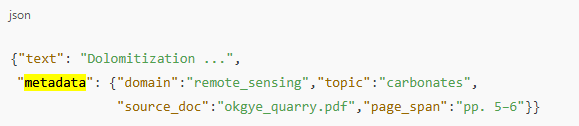 json
{"text": "Dolomitization ...",
"metadata": {"domain":"remote_sensing","topic":"carbonates",
"source_doc":"okgye_quarry.pdf","page_span":"pp. 5–6"}}